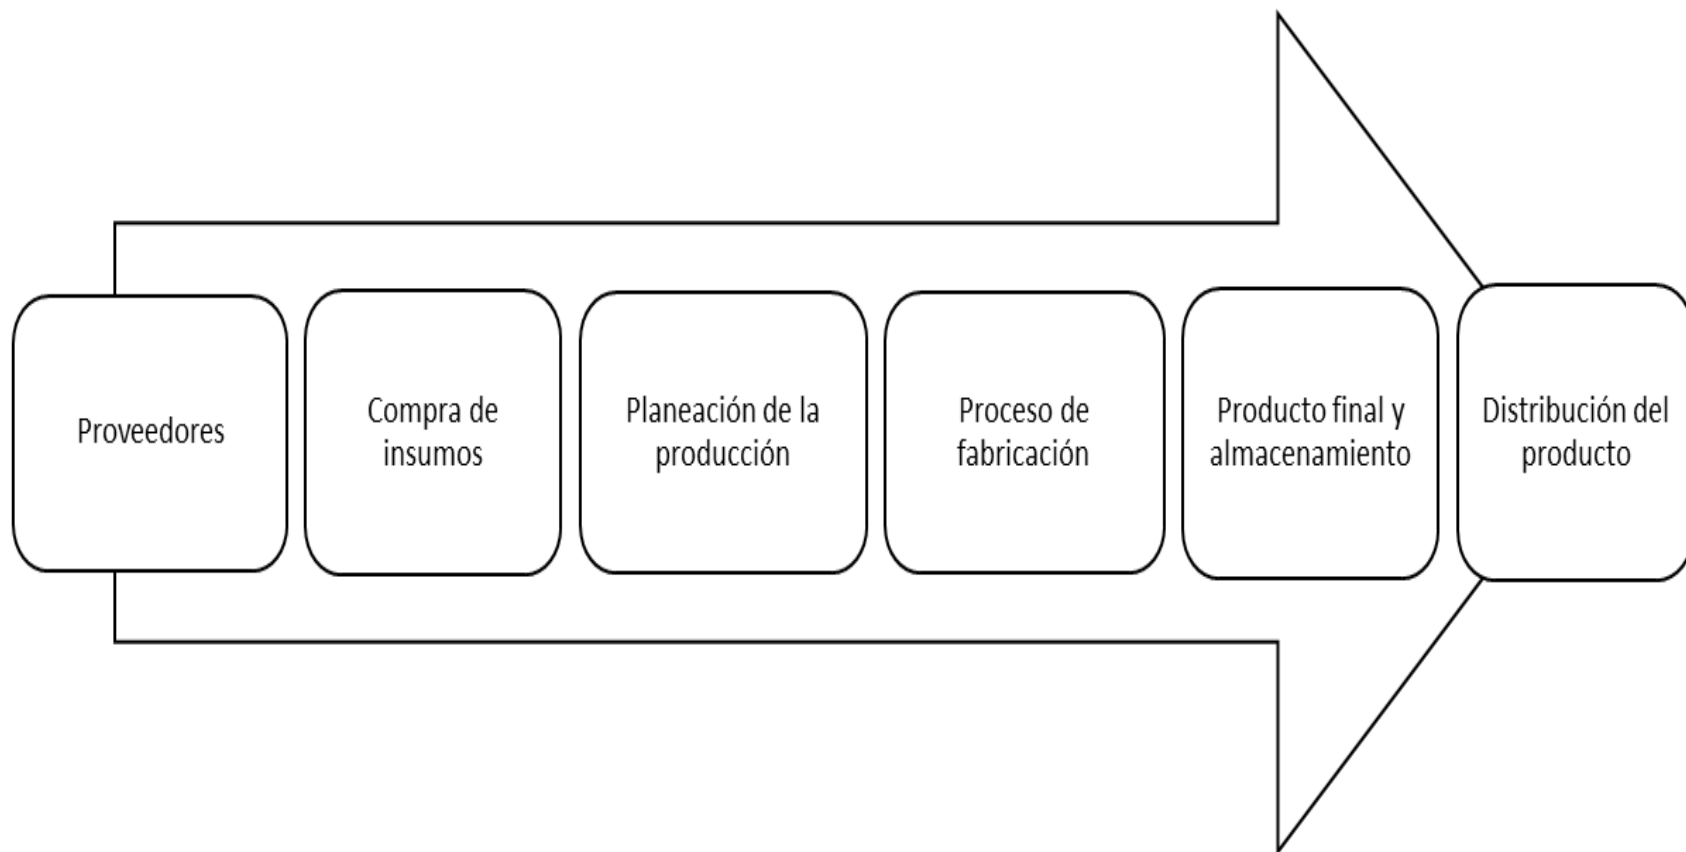 Proveedores
Compra de
insumos
Planeación de la
producción
Proceso de
fabricación
Producto final y
almacenamiento
Distribución del
producto